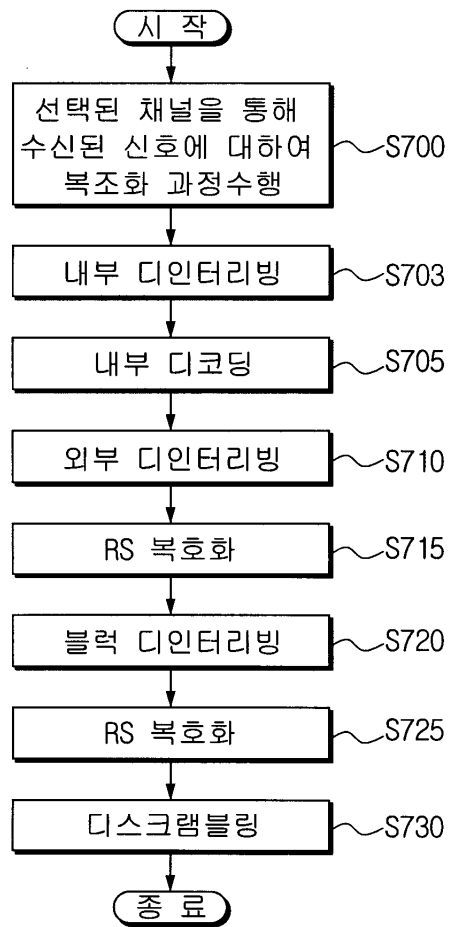 시 작
선택된 채널을 통해
수신된 신호에 대하여
복조화 과정수행
S700
내부 디인터리빙
S703
내부 디코딩
S705
외부 디인터리빙
S710
RS 복호화
S715
블럭 디인터리빙
S720
RS 복호화
S725
디스크램블링
S730
종 료